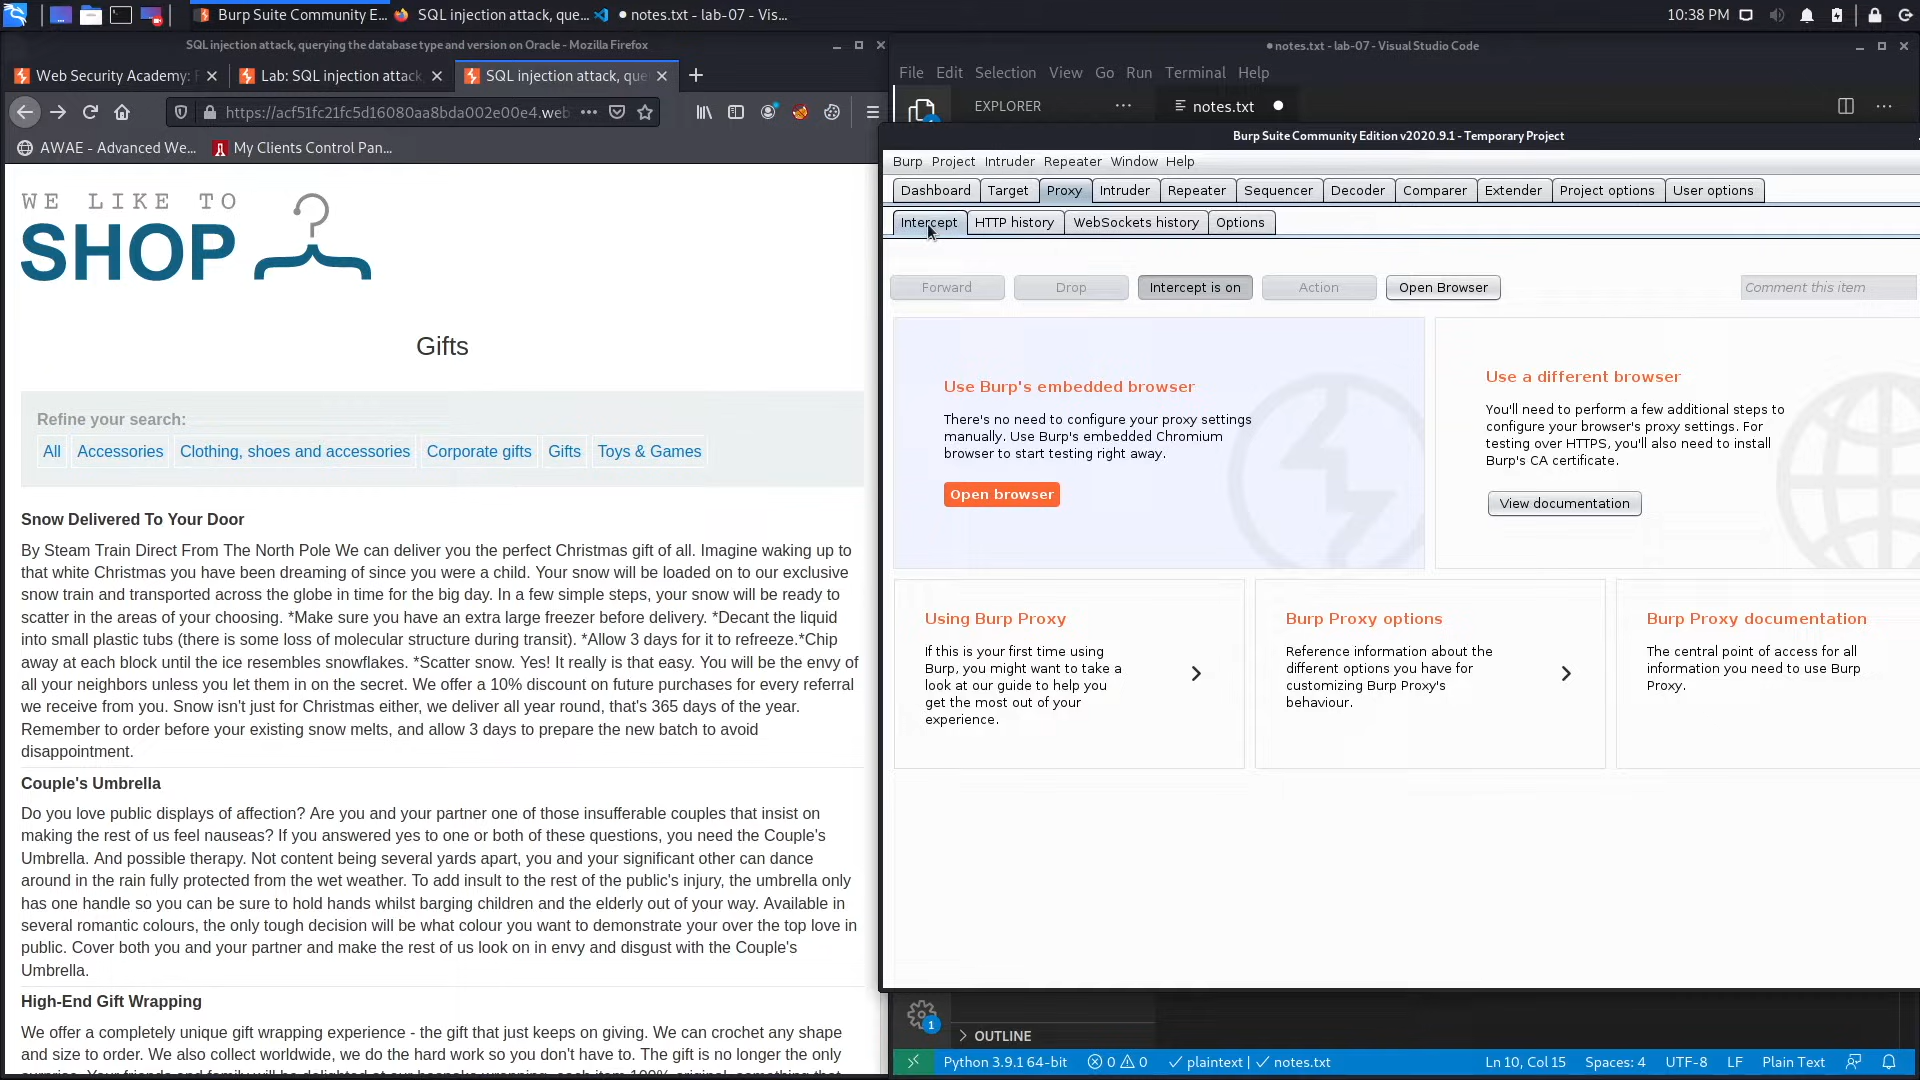 Burp Suite Community E...
SQL injection attack, que...
● notes.txt - lab-07 - Vis...
10:38 PM
SQL injection attack, querying the database type and version on Oracle - Mozilla Firefox
Web Security Academy:
Lab: SQL injection attack
SQL injection attack, que
https://acf51fc21fc5d16080aa8bda002e00e4.web
AWAE - Advanced We...
My Clients Control Pan...
WE LIKE TO
SHOP
Gifts
Refine your search:
All
Accessories
Clothing, shoes and accessories
Corporate gifts
Gifts
Toys & Games
Snow Delivered To Your Door
By Steam Train Direct From The North Pole We can deliver you the perfect Christmas gift of all. Imagine waking up to
that white Christmas you have been dreaming of since you were a child. Your snow will be loaded on to our exclusive
snow train and transported across the globe in time for the big day. In a few simple steps, your snow will be ready to
scatter in the areas of your choosing. *Make sure you have an extra large freezer before delivery. *Decant the liquid
into small plastic tubs (there is some loss of molecular structure during transit). *Allow 3 days for it to refreeze.*Chip
away at each block until the ice resembles snowflakes. *Scatter snow. Yes! It really is that easy. You will be the envy of
all your neighbors unless you let them in on the secret. We offer a 10% discount on future purchases for every referral
we receive from you. Snow isn't just for Christmas either, we deliver all year round, that's 365 days of the year.
Remember to order before your existing snow melts, and allow 3 days to prepare the new batch to avoid
disappointment.
Couple's Umbrella
Do you love public displays of affection? Are you and your partner one of those insufferable couples that insist on
making the rest of us feel nauseas? If you answered yes to one or both of these questions, you need the Couple's
Umbrella. And possible therapy. Not content being several yards apart, you and your significant other can dance
around in the rain fully protected from the wet weather. To add insult to the rest of the public's injury, the umbrella only
has one handle so you can be sure to hold hands whilst barging children and the elderly out of your way. Available in
several romantic colours, the only tough decision will be what colour you want to demonstrate your over the top love in
public. Cover both you and your partner and make the rest of us look on in envy and disgust with the Couple's
Umbrella.
High-End Gift Wrapping
We offer a completely unique gift wrapping experience - the gift that just keeps on giving. We can crochet any shape
and size to order. We also collect worldwide, we do the hard work so you don't have to. The gift is no longer the only
● notes.txt - lab-07 - Visual Studio Code
File Edit Selection View Go Run Terminal Help
EXPLORER
notes.txt
Burp Suite Community Edition v2020.9.1 - Temporary Project
Burp Project Intruder Repeater Window Help
Dashboard Target Proxy Intruder Repeater Sequencer Decoder Comparer Extender Project options User options
Intercept HTTP history WebSockets history Options
Forward Drop Intercept is on Action Open Browser Comment this item
Use Burp's embedded browser
There's no need to configure your proxy settings
manually. Use Burp's embedded Chromium
browser to start testing right away.
Open browser
Use a different browser
You'll need to perform a few additional steps to
configure your browser's proxy settings. For
testing over HTTPS, you'll also need to install
Burp's CA certificate.
View documentation
Using Burp Proxy
If this is your first time using
Burp, you might want to take a
look at our guide to help you
get the most out of your
experience.
Burp Proxy options
Reference information about the
different options you have for
customizing Burp Proxy's
behaviour.
Burp Proxy documentation
The central point of access for all
information you need to use Burp
Proxy.
1
OUTLINE
Python 3.9.1 64-bit
0
0
plaintext |
notes.txt
Ln 10, Col 15
Spaces: 4
UTF-8
LF
Plain Text